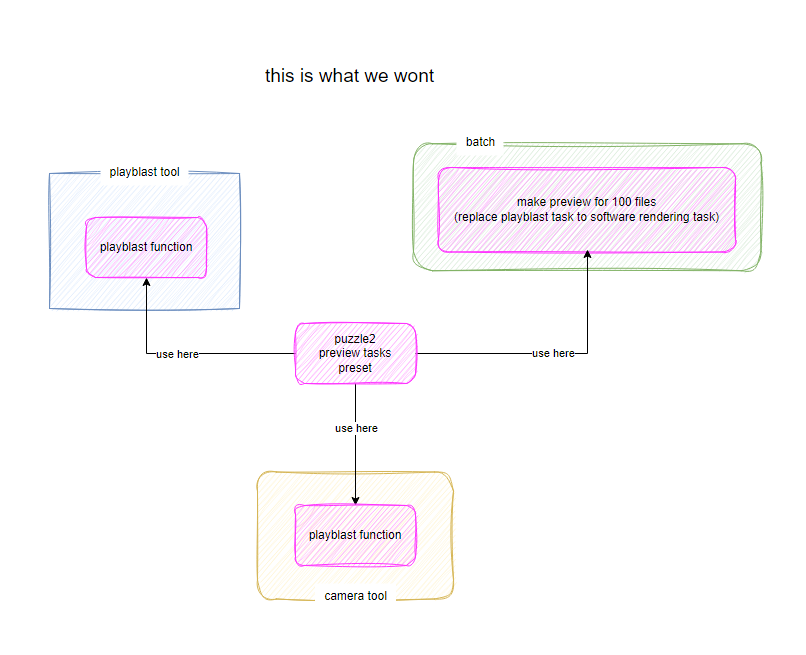 this is what we wont
batch
playblast tool
make preview for 100 files
(replace playblast task to software rendering task)
playblast function
puzzle2
preview tasks
preset
use here
use here
use here
playblast function
camera tool